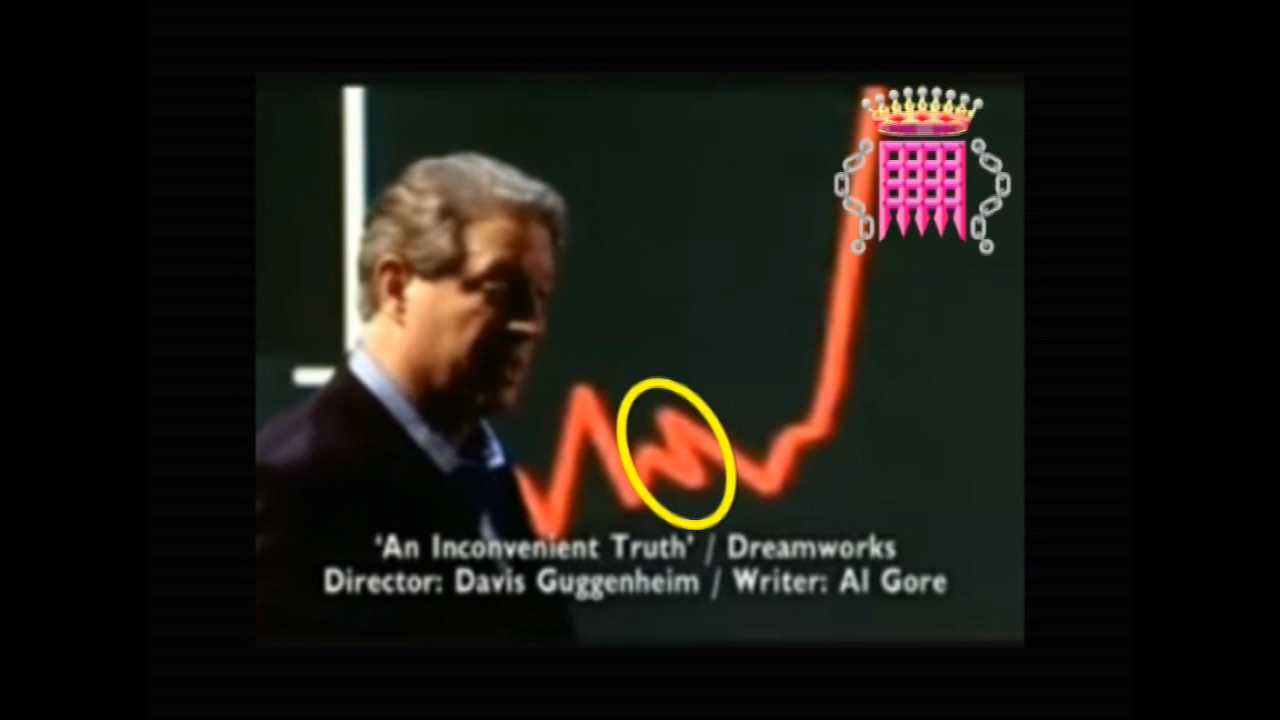 'An Inconvenient Truth' / Dreamworks
Director: Davis Guggenheim / Writer: Al Gore